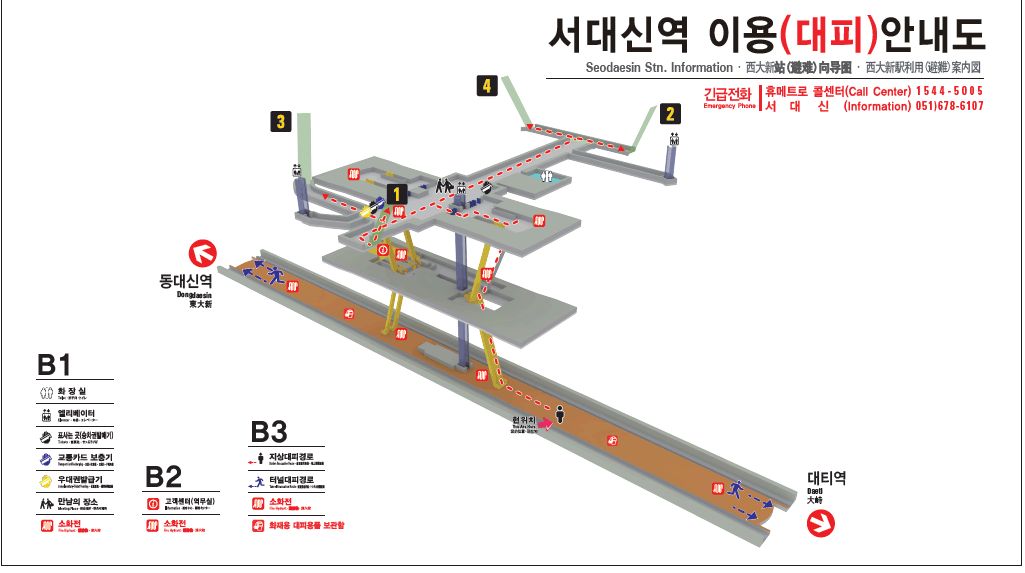 서대신역 이용(대피)안내도
Seodaesin Stn. Information · 西大新站(避难)向导图 · 西大新駅利用(避難)案内図
긴급전화
Emergency Phone
휴메트로 콜센터(Call Center) 1544-5005
서 대 신 (Information) 051)678-6107
4
2
3
1
동대신역
Dongdaesin
東大新
현위치
대티역
Daeti
大峙
B1
화 장 실
엘리베이터
표사는 곳(승차권발매기)
교통카드 보충기
우대권발급기
만남의 장소
소화전
B2
고객센터(역무실)
소화전
B3
지상대피경로
터널대피경로
소화전
화재용 대피용품 보관함